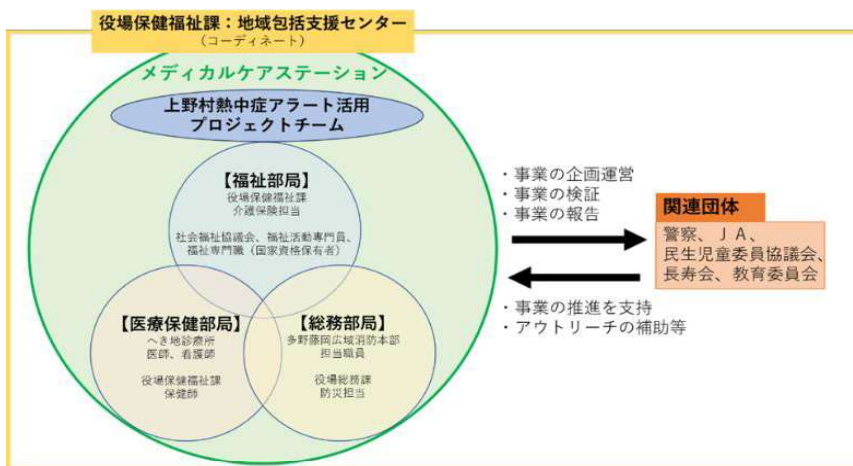 役場保健福祉課：地域包括支援センター
（コーディネート）
メディカルケアステーション
上野村熱中症アラート活用
プロジェクトチーム
【福祉部局】
役場保健福祉課
介護保険担当
社会福祉協議会、福祉活動専門員、
福祉専門職（国家資格保有者）
【医療保健部局】
へき地診療所
医師、看護師
役場保健福祉課
保健師
【総務部局】
多野藤岡広域消防本部
担当職員
役場総務課
防災担当
・事業の企画運営
・事業の検証
・事業の報告
・事業の推進を支持
・アウトリーチの補助等
関連団体
警察、ＪＡ、
民生児童委員協議会、
長寿会、教育委員会